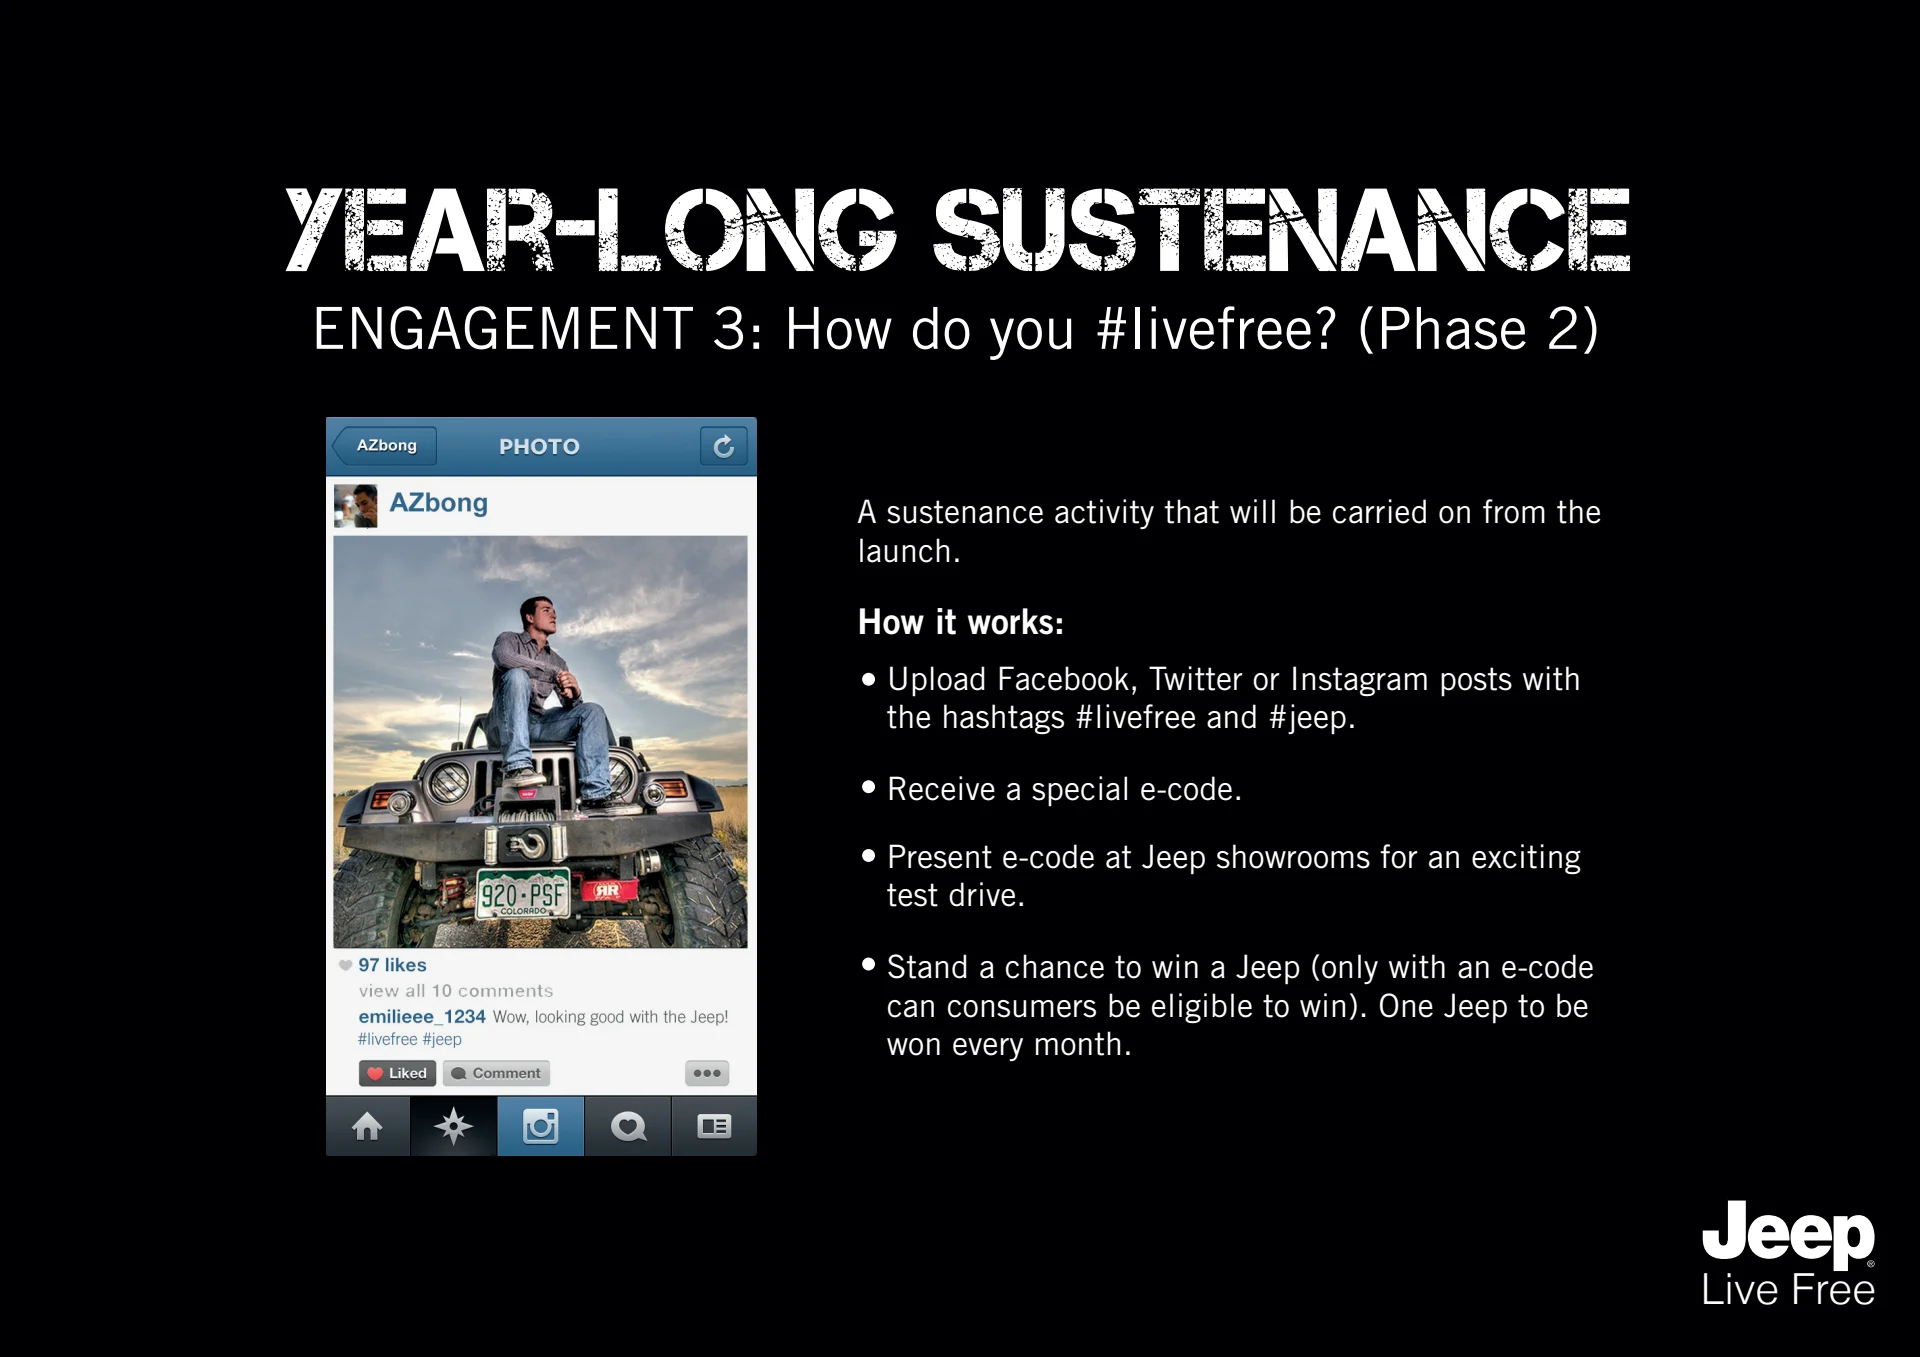 YEAR-LONG SUSTENANCE
ENGAGEMENT 3: How do you #livefree? (Phase 2)
AZbong
PHOTO
AZbong
920·PSF
COLORADO
RR
97 likes
view all 10 comments
emilieee_1234 Wow, looking good with the Jeep!
#livefree #jeep
Liked
Comment
A sustenance activity that will be carried on from the
launch.
How it works:
• Upload Facebook, Twitter or Instagram posts with
the hashtags #livefree and #jeep.
• Receive a special e-code.
• Present e-code at Jeep showrooms for an exciting
test drive.
• Stand a chance to win a Jeep (only with an e-code
can consumers be eligible to win). One Jeep to be
won every month.
Jeep®
Live Free